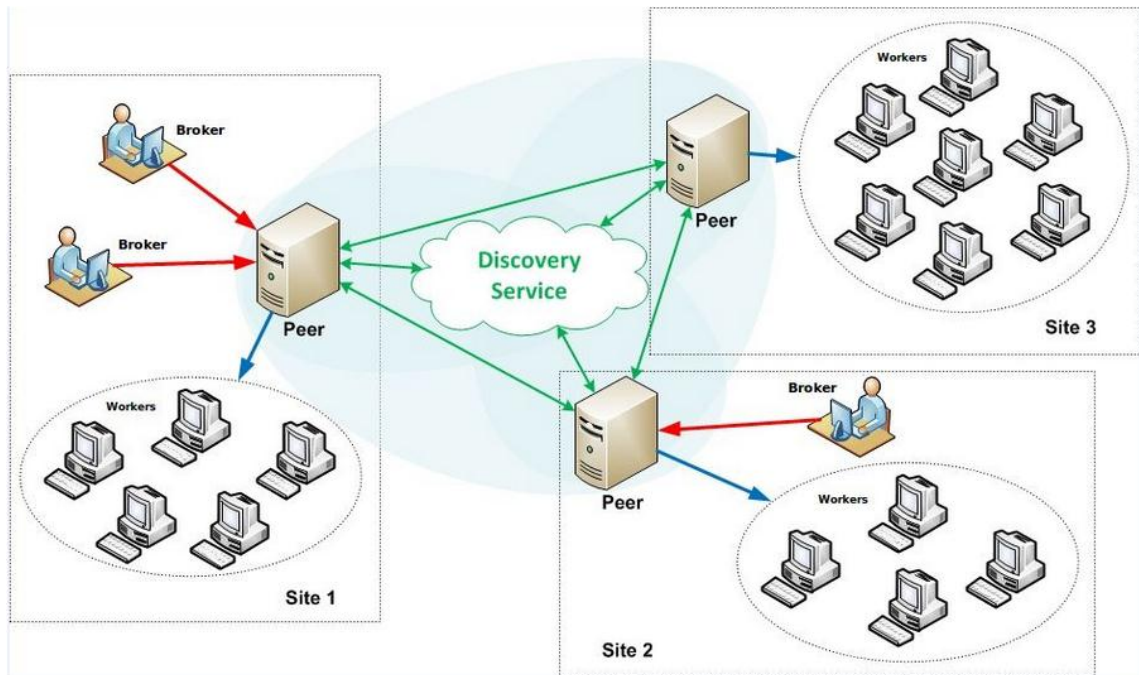 Broker
Broker
Peer
Workers
Site 1
Discovery
Service
Peer
Workers
Site 3
Peer
Broker
Workers
Site 2